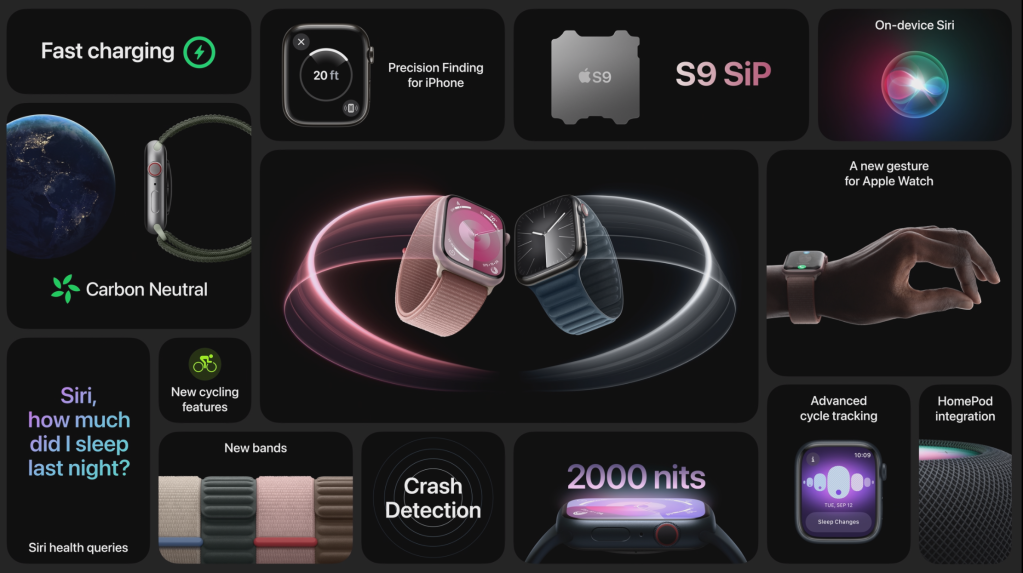 Fast charging
20 ft
Precision Finding
for iPhone
S9
S9 SiP
On-device Siri
Carbon Neutral
A new gesture
for Apple Watch
Siri,
how much
did I sleep
last night?
Siri health queries
New cycling
features
New bands
Crash
Detection
2000 nits
Advanced
cycle tracking
10:09
TUE, SEP 12
Sleep Changes
HomePod
integration